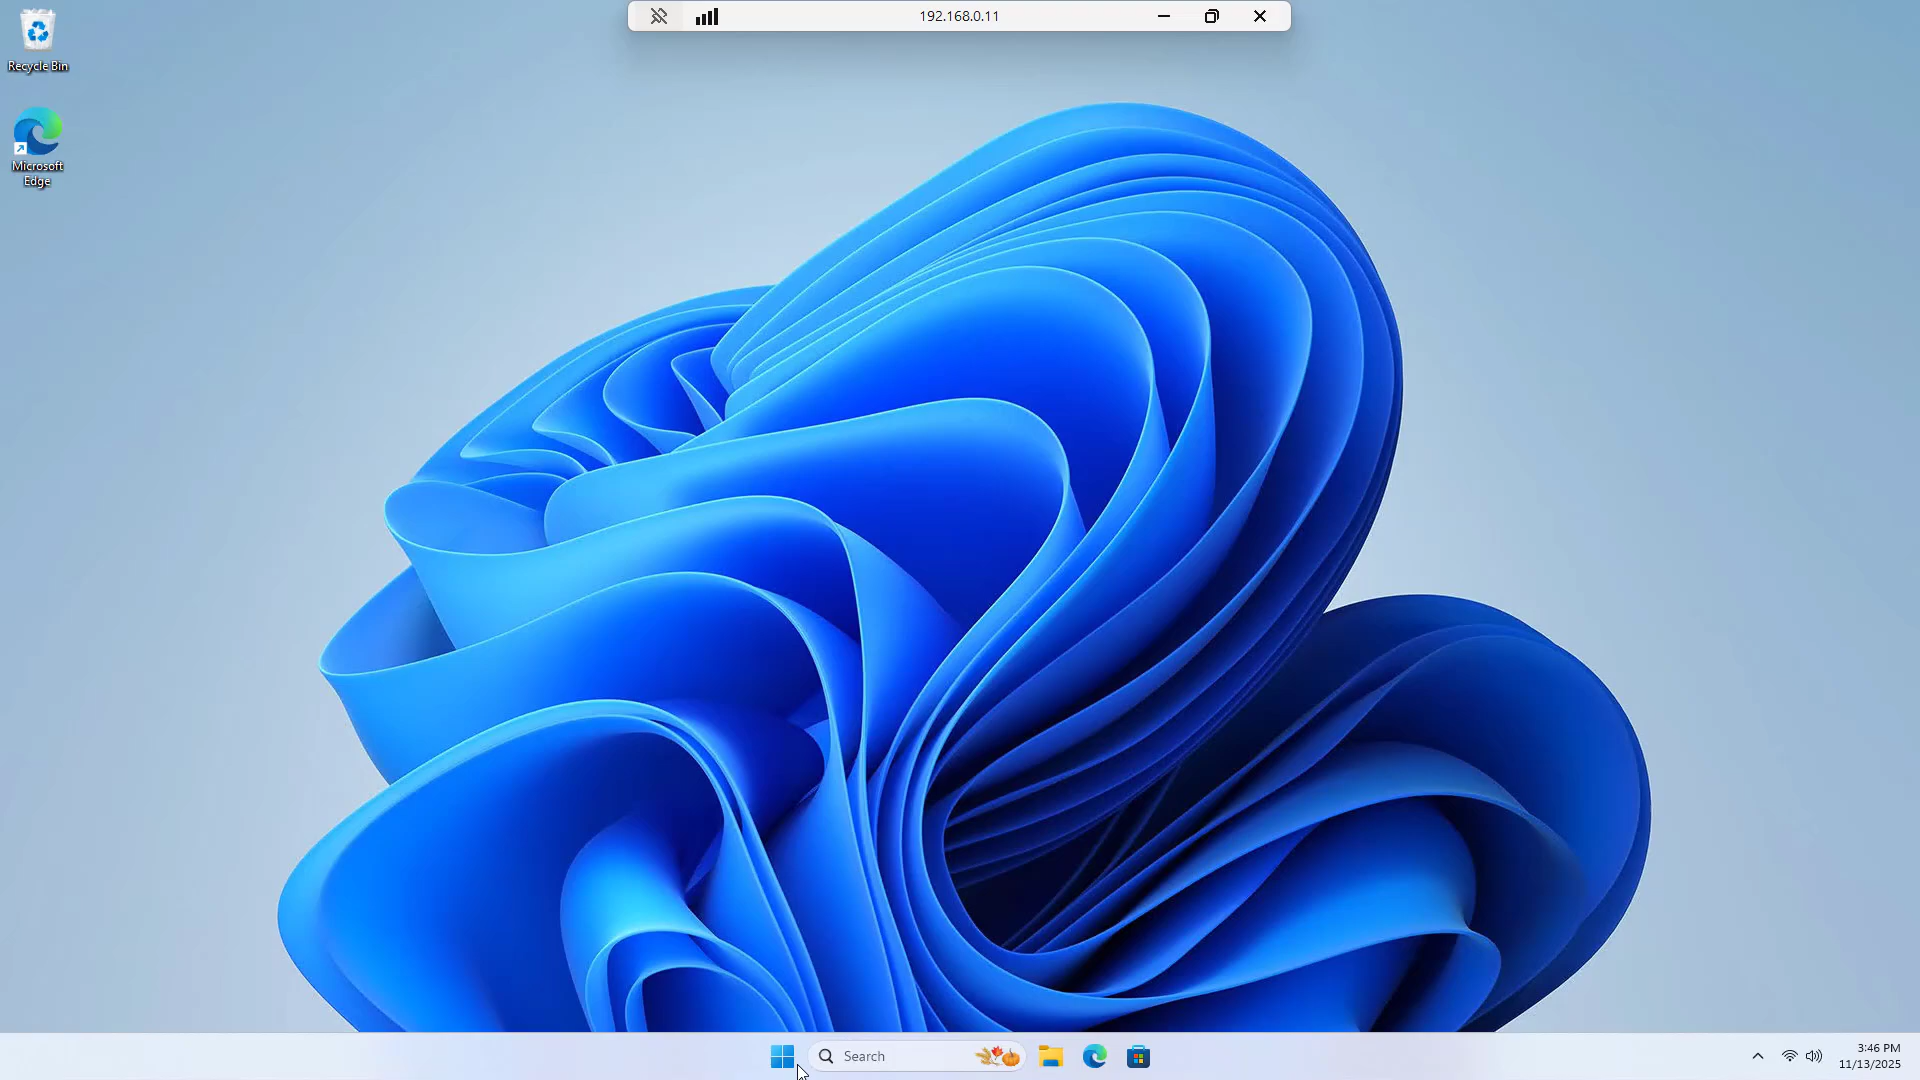 192.168.0.11
Recycle Bin
Microsoft
Edge
Search
3:46 PM
11/13/2025